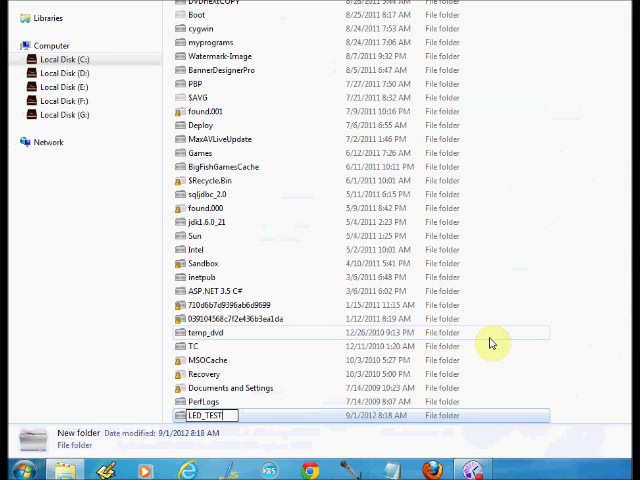 DVDnextCOPY
Libraries
Boot 8/25/2011 8:17 AM File folder
cygwin 8/24/2011 7:53 AM File folder
Computer
myprograms 8/24/2011 7:06 AM File folder
Local Disk (C:)
Watermark-Image 8/7/2011 9:32 PM File folder
Local Disk (D:)
BannerDesignerPro 8/5/2011 6:47 AM File folder
Local Disk (E:)
PBP 7/27/2011 7:50 AM File folder
Local Disk (F:)
$AVG 7/21/2011 8:32 AM File folder
Local Disk (G:)
found.001 7/9/2011 10:16 PM File folder
Deploy 7/6/2011 6:55 AM File folder
Network
MaxAVLiveUpdate 7/2/2011 1:46 PM File folder
Games 6/12/2011 7:26 AM File folder
BigFishGamesCache 6/11/2011 10:14 PM File folder
$Recycle.Bin 6/1/2011 10:01 AM File folder
sqljdbc_2.0 5/11/2011 6:15 PM File folder
found.000 5/9/2011 8:42 PM File folder
jdk1.6.0_21 5/4/2011 2:23 PM File folder
Sun 5/4/2011 1:25 PM File folder
Intel 5/2/2011 10:01 AM File folder
Sandbox 4/10/2011 5:41 PM File folder
inetpub 3/6/2011 6:48 PM File folder
ASP.NET 3.5 C# 3/6/2011 6:02 PM File folder
710d6b7d9396ab6d9699 1/15/2011 11:15 AM File folder
039104568c7f2e436b3ea1da 1/12/2011 8:19 AM File folder
temp_dvd 12/26/2010 9:13 PM File folder
TC 12/11/2010 1:20 AM File folder
MSOCache 10/3/2010 5:27 PM File folder
Recovery 10/3/2010 5:00 PM File folder
Documents and Settings 7/14/2009 10:23 AM File folder
PerfLogs 7/14/2009 8:07 AM File folder
LED_TEST 9/1/2012 8:18 AM File folder
New folder Date modified: 9/1/2012 8:18 AM
File folder